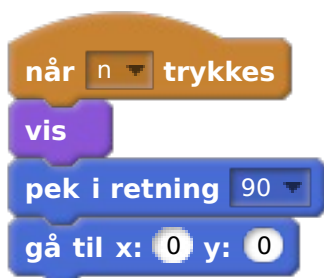 når n trykkes
vis
pek i retning 90
gå til x: 0 y: 0